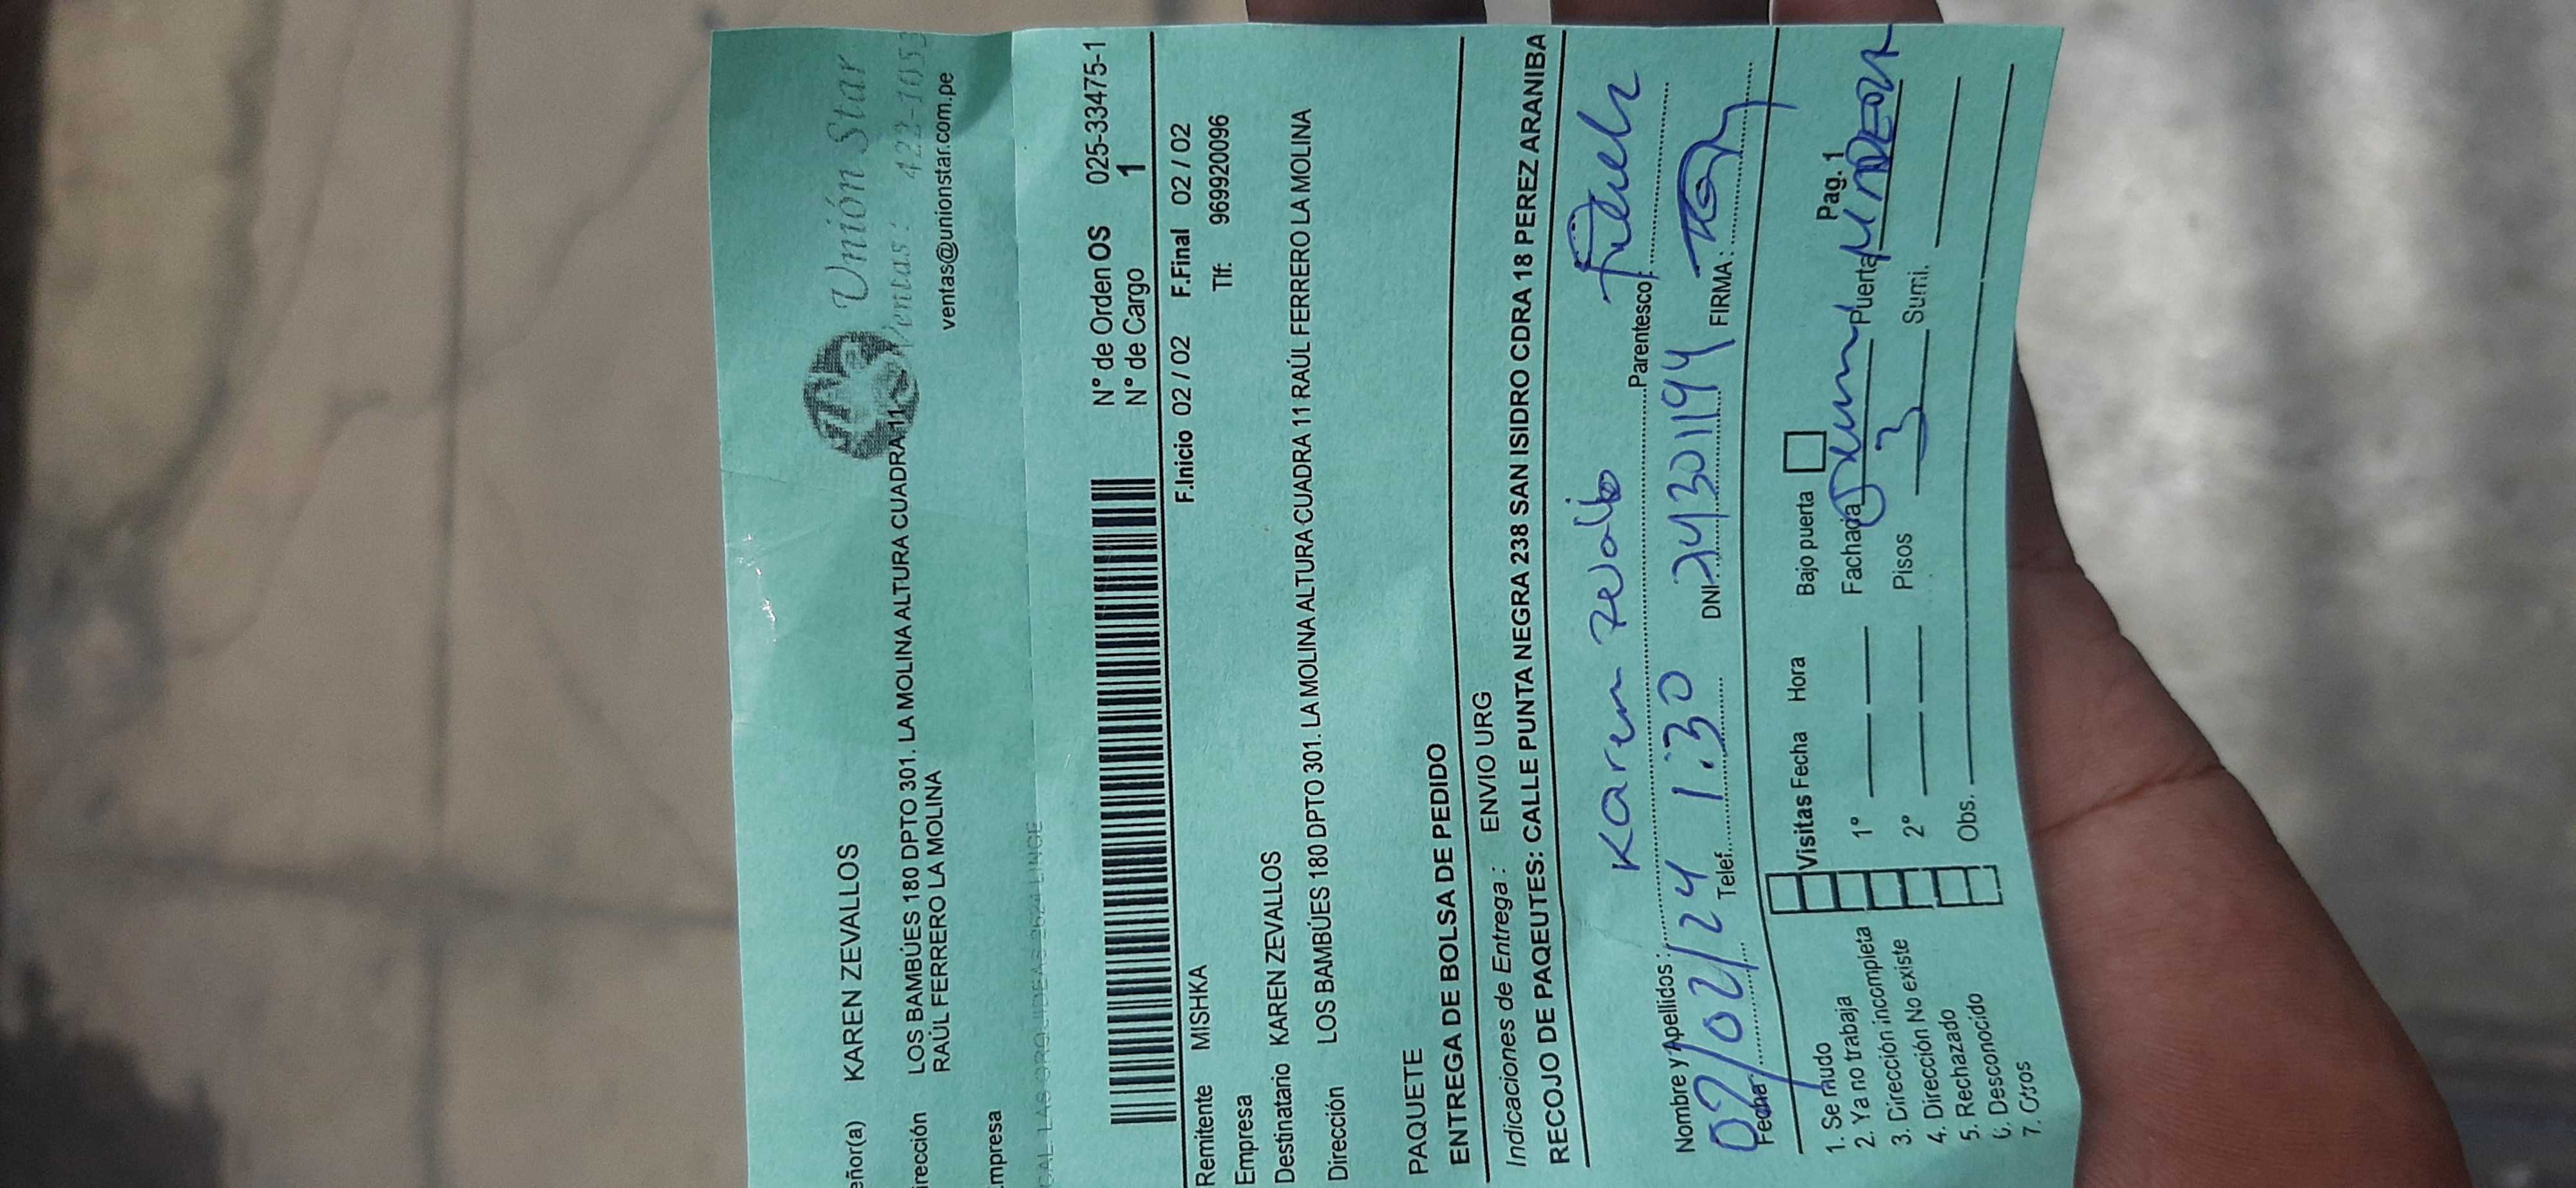 Unión Star
Ventas: 422-105
ventas@unionstar.com.pe
eñor(a) KAREN ZEVALLOS
irección LOS BAMBÚES 180 DPTO 301. LA MOLINA ALTURA CUADRA 11
RAÚL FERRERO LA MOLINA
mpresa
N° de Orden OS 025-33475-1
N° de Cargo 1
F.Inicio 02 / 02 F.Final 02 / 02
Remitente MISHKA Tlf: 969920096
Empresa
Destinatario KAREN ZEVALLOS
Dirección LOS BAMBÚES 180 DPTO 301. LA MOLINA ALTURA CUADRA 11 RAÚL FERRERO LA MOLINA
PAQUETE
ENTREGA DE BOLSA DE PEDIDO
Indicaciones de Entrega : ENVIO URG
RECOJO DE PAQEUTES: CALLE PUNTA NEGRA 238 SAN ISIDRO CDRA 18 PEREZ ARANIBA
Nombre y Apellidos : Karen Parentesco:
Fecha: 02/02/24 Telef. 1:30 DNI. FIRMA:
1. Se mudo
2. Ya no trabaja
3. Dirección incompleta
4. Dirección No existe
5. Rechazado
6. Desconocido
7. Otros
Visitas Fecha Hora Bajo puerta Pag. 1
1° Fachada Puerta
2° Pisos 3 Sumi.
Obs.